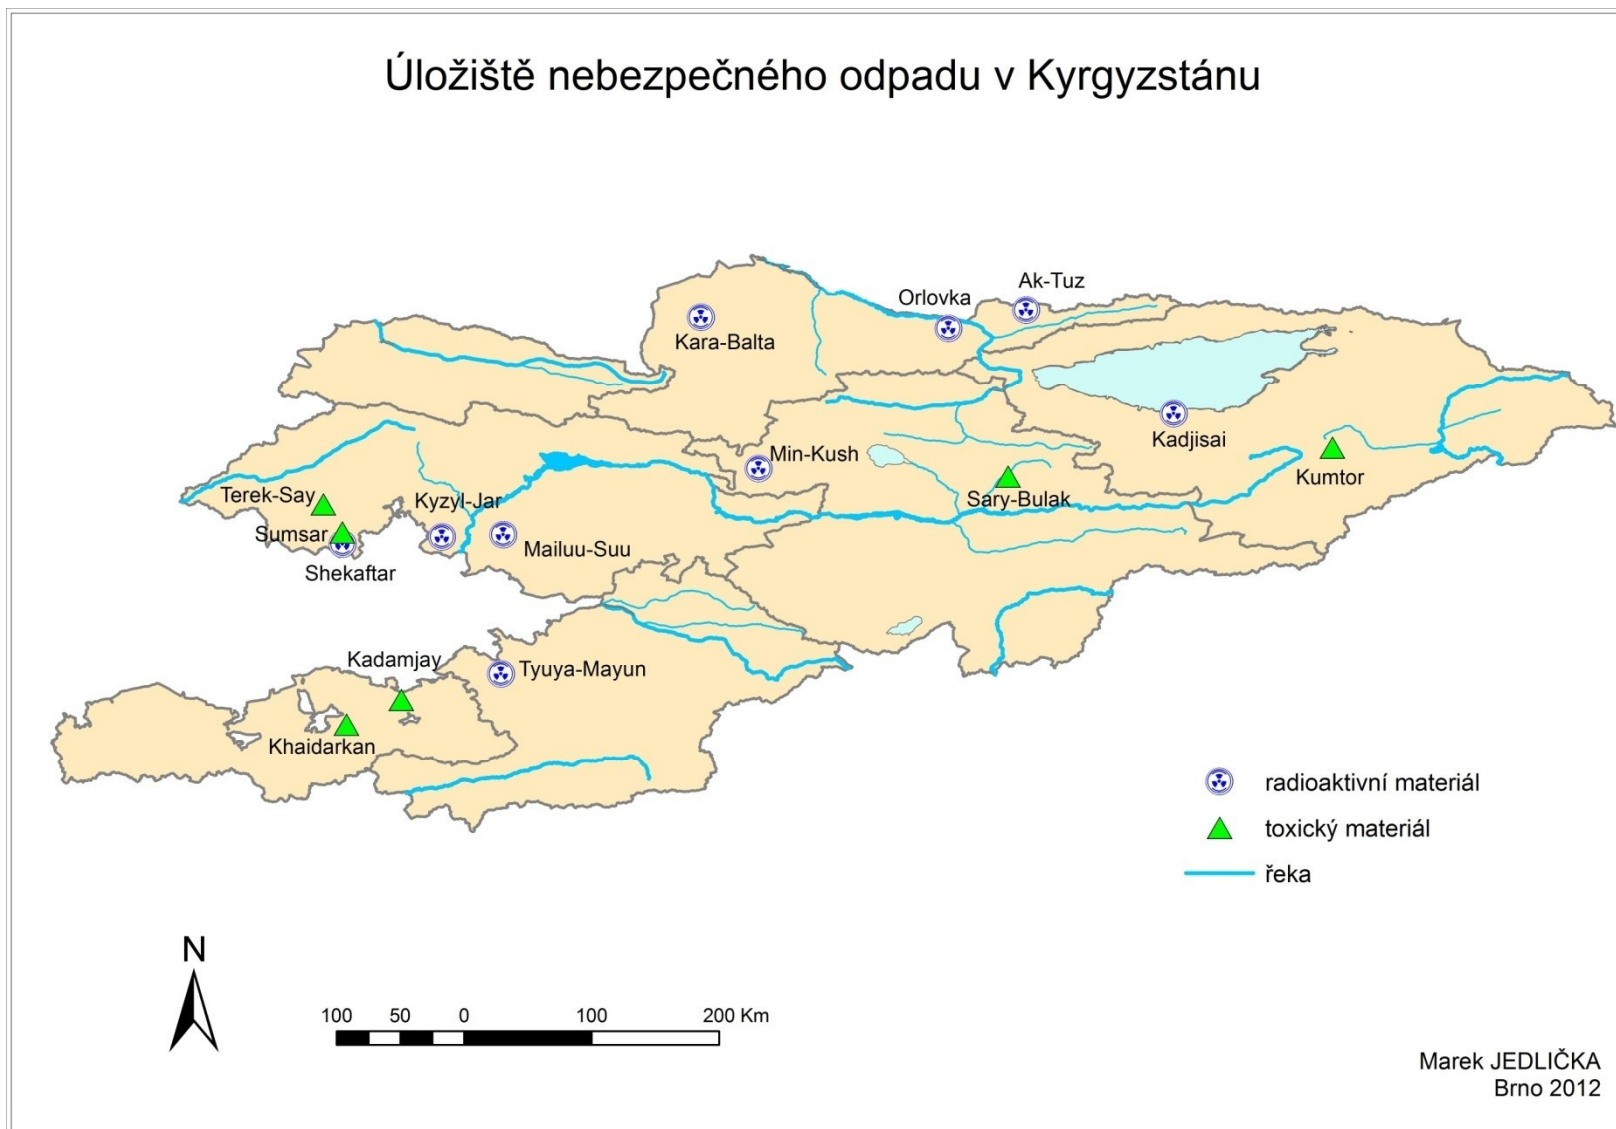 Úložiště nebezpečného odpadu v Kyrgyzstánu
Ak-Tuz
Orlovka
Kara-Balta
Kadjisai
Min-Kush
Kumtor
Sary-Bulak
Terek-Say
Kyzyl-Jar
Sumsar
Mailuu-Suu
Shekaftar
Kadamjay
Tyuya-Mayun
Khaidarkan
radioaktivní materiál
toxický materiál
řeka
N
100 50 0 100 200 Km
Marek JEDLIČKA
Brno 2012